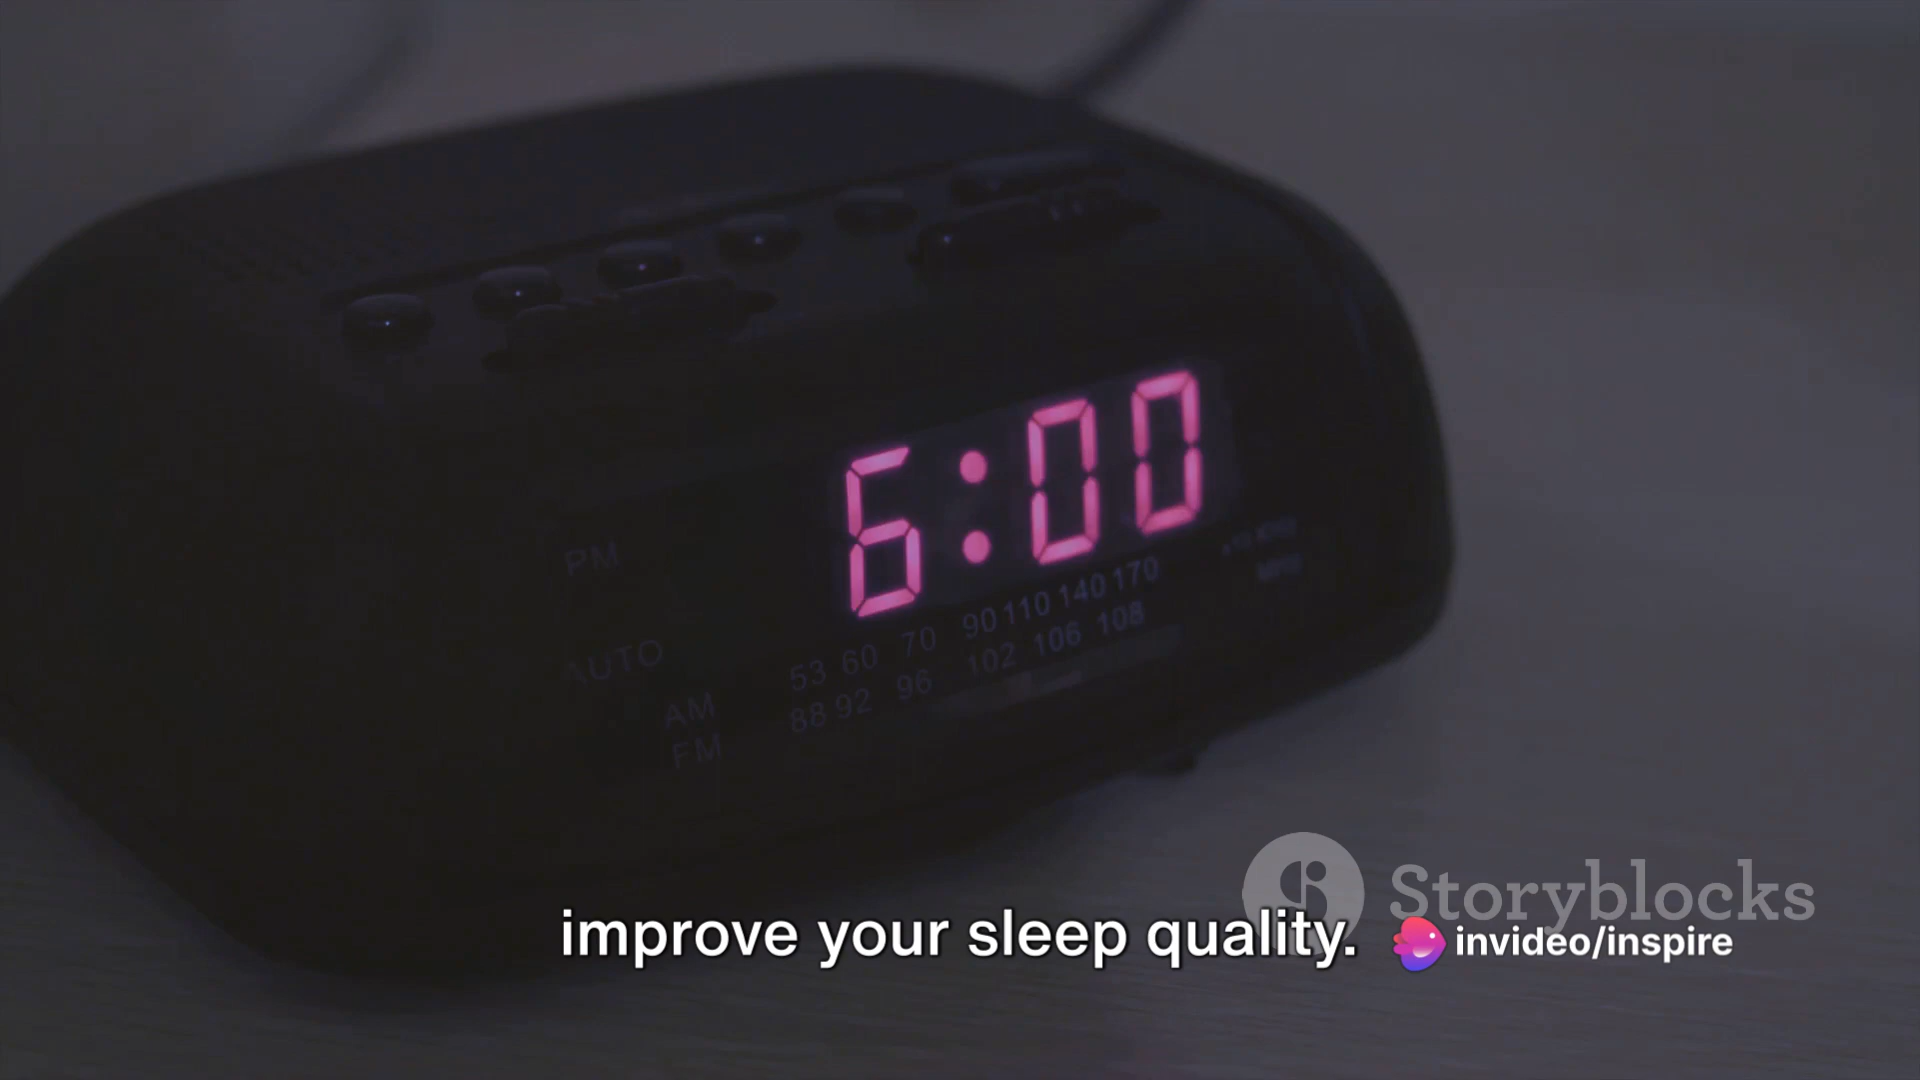 6:00
PM
AUTO
AM 53 60 70 90 110 140 170
FM 88 92 96 102 106 108
Storyblocks
improve your sleep quality.
invideo/inspire